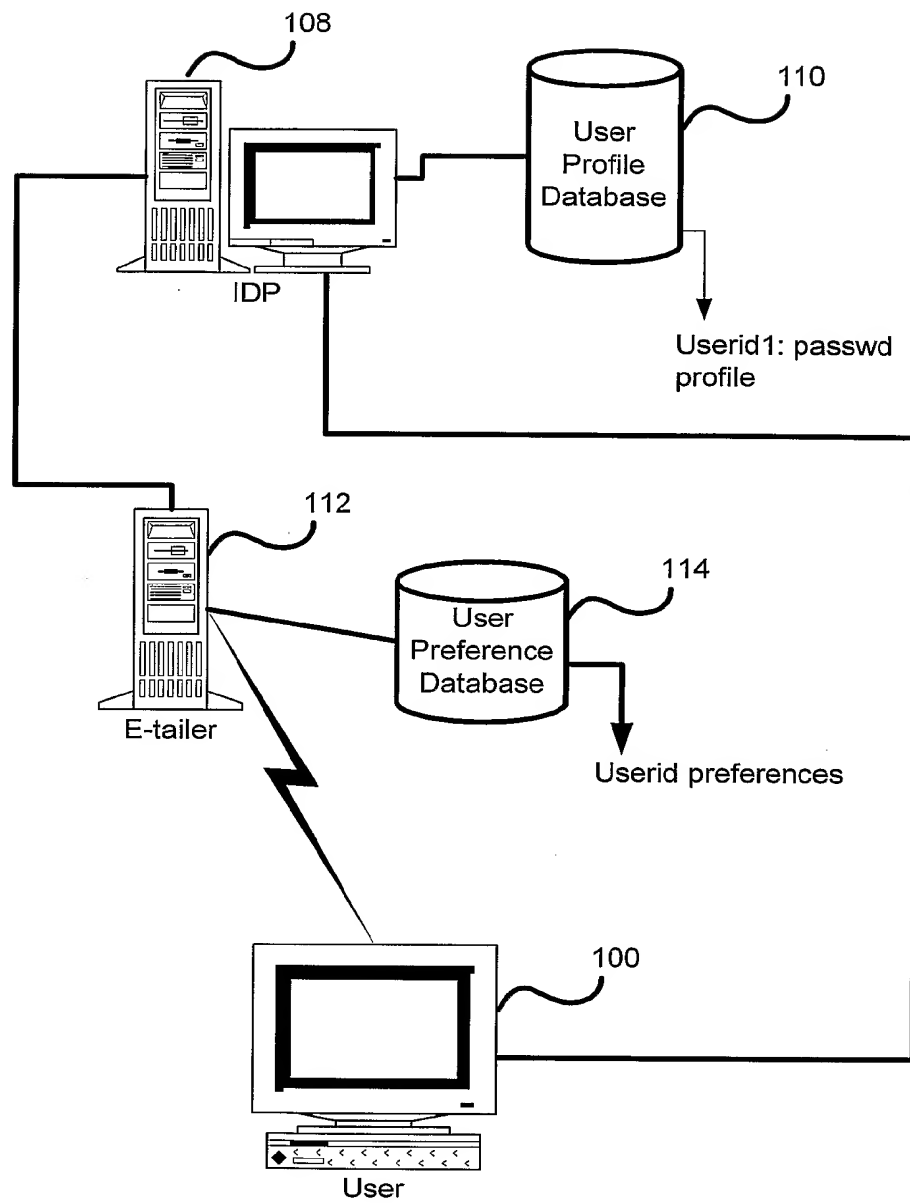 108
110
User
Profile
Database
IDP
Userid1: passwd
profile
112
114
User
Preference
Database
E-tailer
Userid preferences
100
User